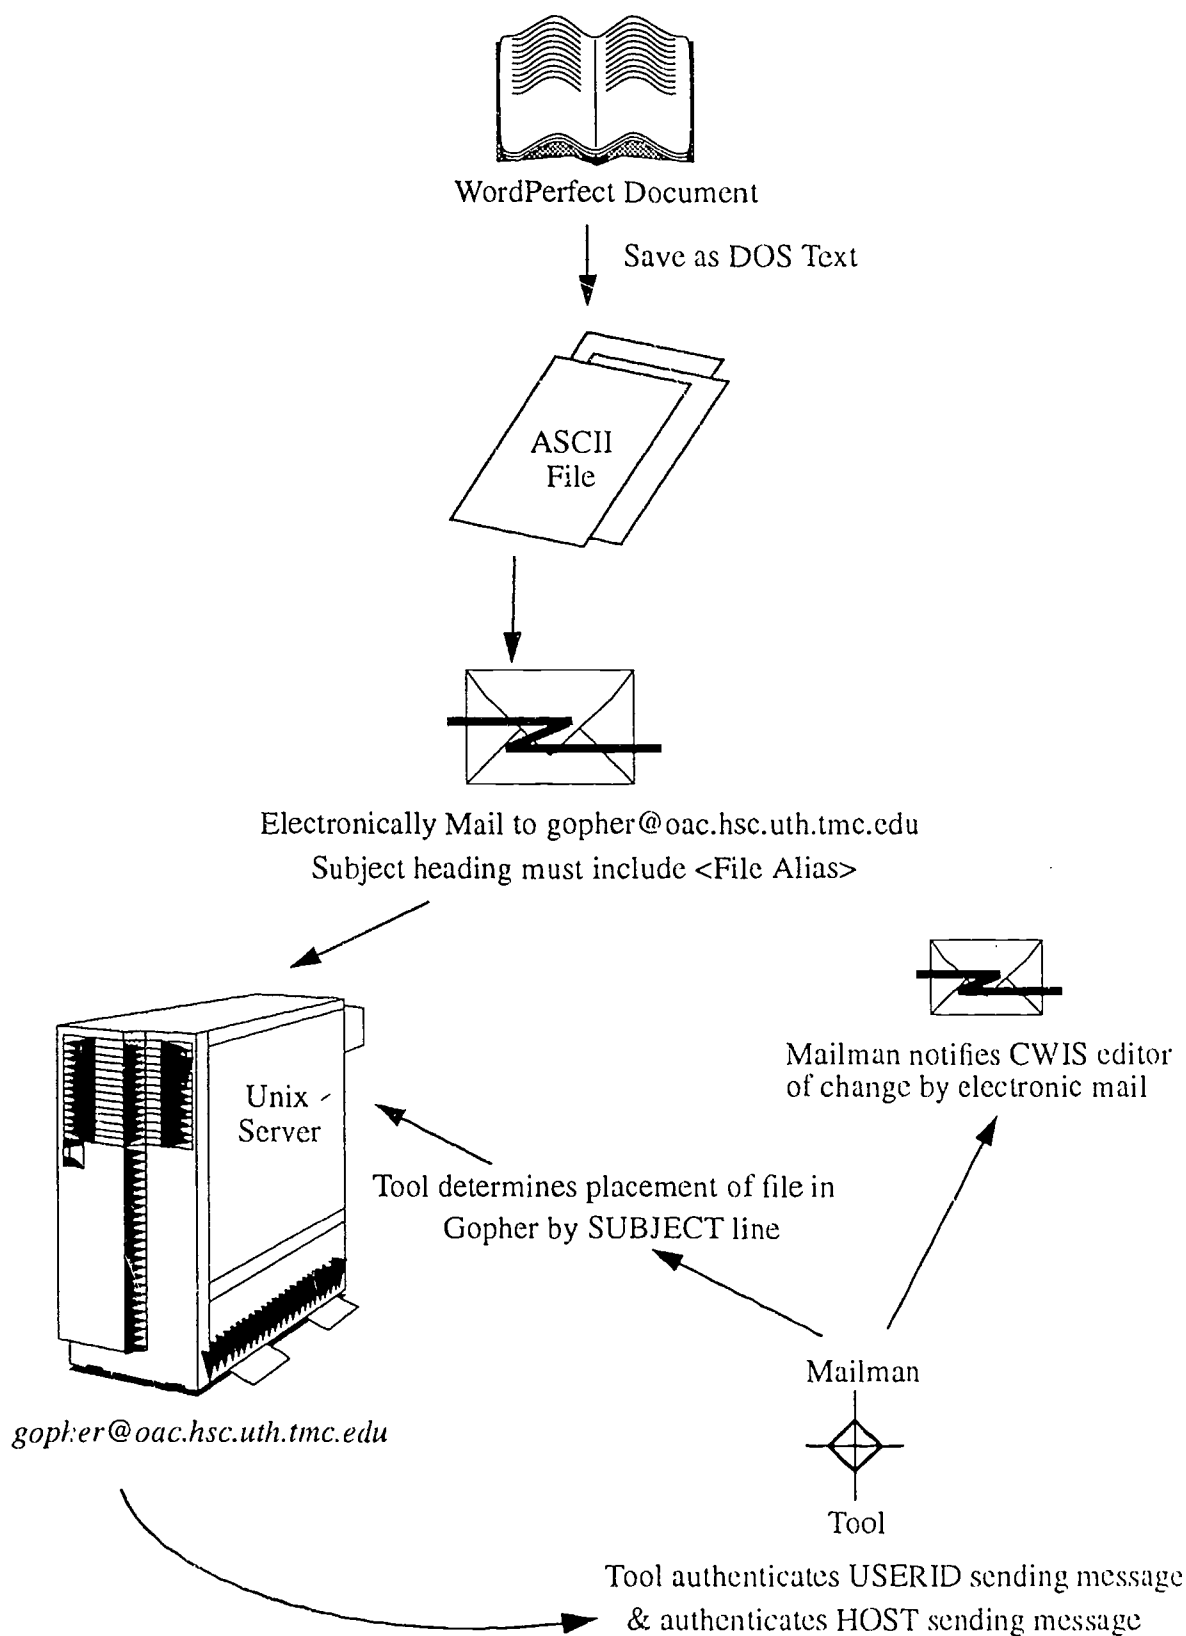 WordPerfect Document
Save as DOS Text
ASCII
File
Electronically Mail to gopher@oac.hsc.uth.tmc.edu
Subject heading must include <File Alias>
Mailman notifies CWIS editor
of change by electronic mail
Unix
Server
Tool determines placement of file in
Gopher by SUBJECT line
Mailman
gopher@oac.hsc.uth.tmc.edu
Tool
Tool authenticates USERID sending message
& authenticates HOST sending message